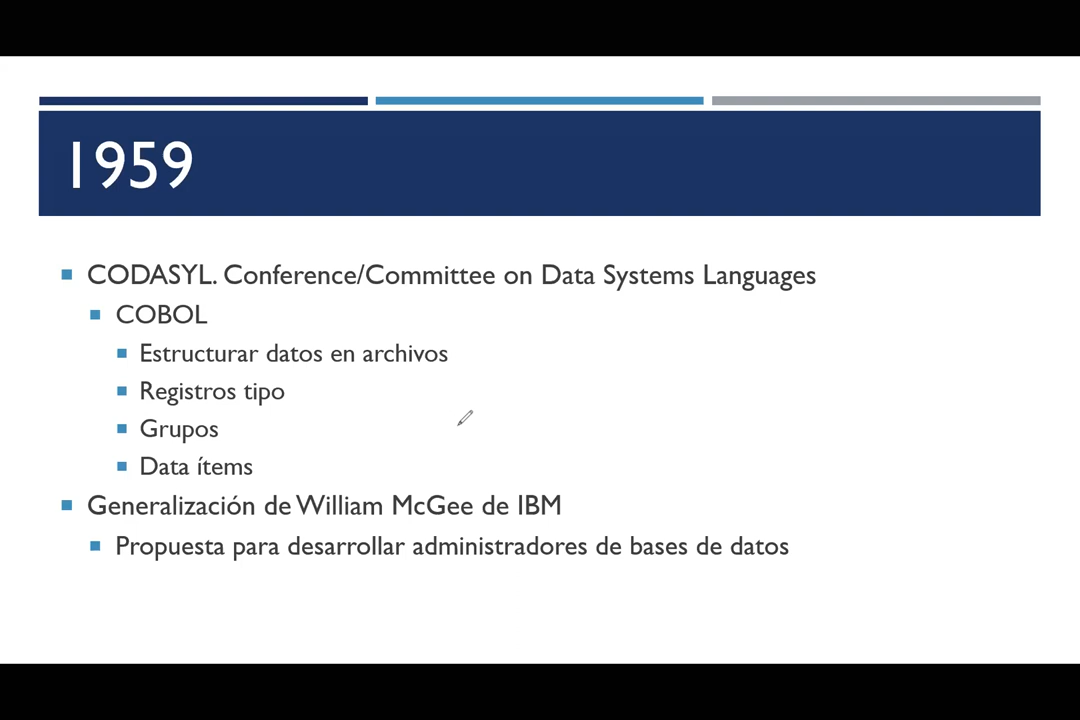 1959
CODASYL. Conference/Committee on Data Systems Languages
COBOL
Estructurar datos en archivos
Registros tipo
Grupos
Data ítems
Generalización de William McGee de IBM
Propuesta para desarrollar administradores de bases de datos